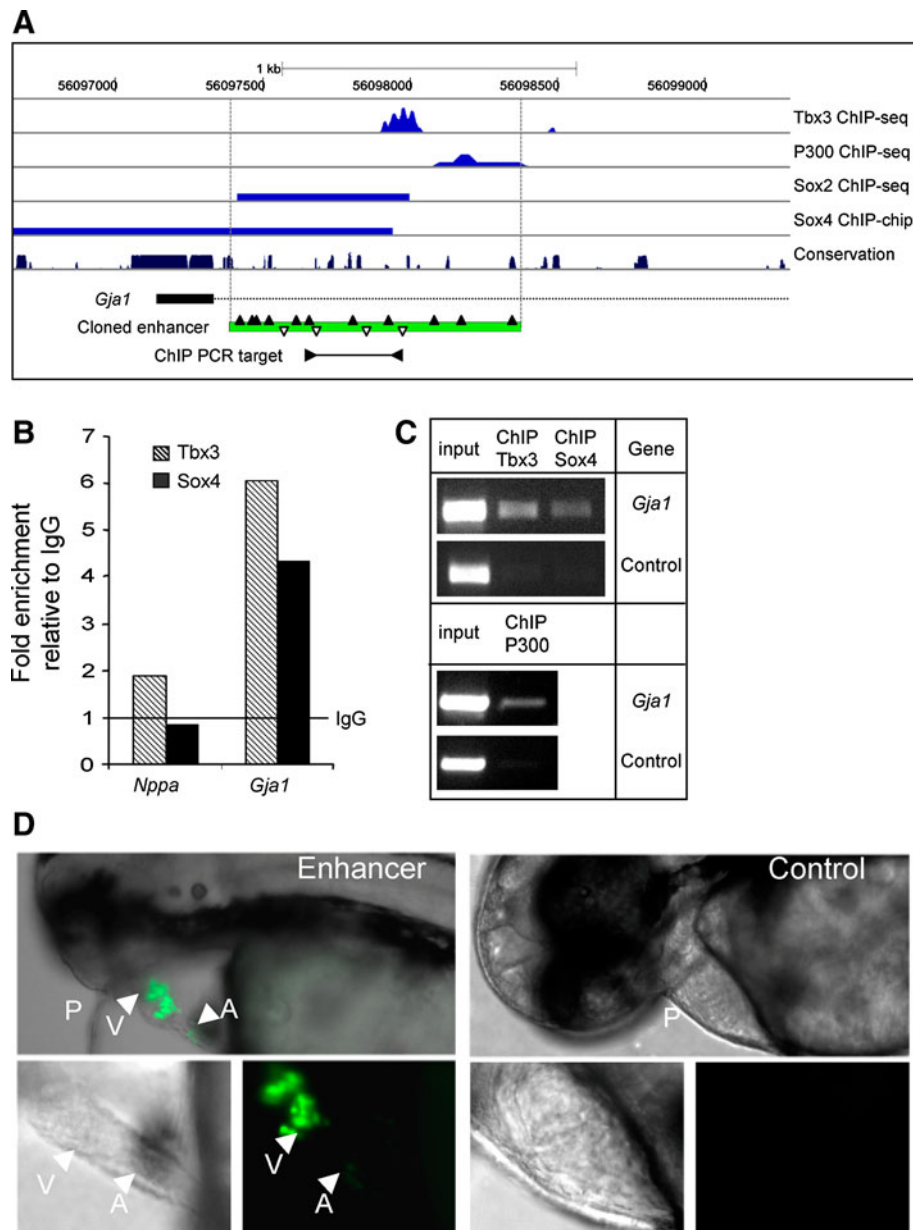 A
1 kb
56097000 56097500 56098000 56098500 56099000
Tbx3 ChIP-seq
P300 ChIP-seq
Sox2 ChIP-seq
Sox4 ChIP-chip
Conservation
Gja1
Cloned enhancer
ChIP PCR target
B
Fold enrichment relative to IgG
7
6
5
4
3
2
1
0
Tbx3
Sox4
IgG
Nppa Gja1
C
input ChIP Tbx3 ChIP Sox4 Gene
Gja1
Control
input ChIP P300
Gja1
Control
D
Enhancer
P V A
V A
V A
Control
P